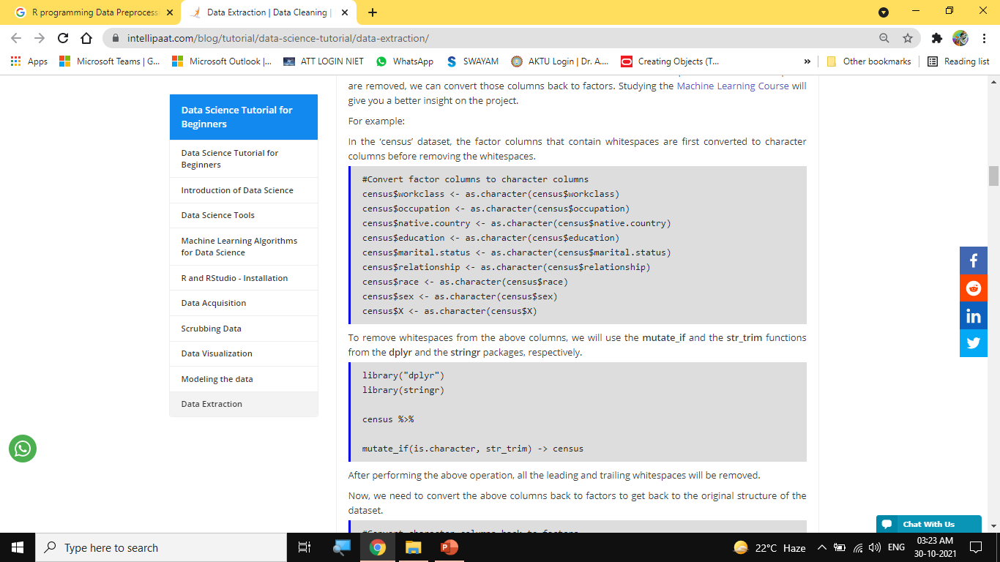 R programming Data Preprocess
Data Extraction | Data Cleaning |
intellipaat.com/blog/tutorial/data-science-tutorial/data-extraction/
Apps
Microsoft Teams | G...
Microsoft Outlook |...
ATT LOGIN NIET
WhatsApp
SWAYAM
AKTU Login | Dr. A....
Creating Objects (T...
»
Other bookmarks
Reading list
Data Science Tutorial for
Beginners
Data Science Tutorial for
Beginners
Introduction of Data Science
Data Science Tools
Machine Learning Algorithms
for Data Science
R and RStudio - Installation
Data Acquisition
Scrubbing Data
Data Visualization
Modeling the data
Data Extraction
are removed, we can convert those columns back to factors. Studying the Machine Learning Course will
give you a better insight on the project.
For example:
In the ‘census’ dataset, the factor columns that contain whitespaces are first converted to character
columns before removing the whitespaces.
#Convert factor columns to character columns
census$workclass <- as.character(census$workclass)
census$occupation <- as.character(census$occupation)
census$native.country <- as.character(census$native.country)
census$education <- as.character(census$education)
census$marital.status <- as.character(census$marital.status)
census$relationship <- as.character(census$relationship)
census$race <- as.character(census$race)
census$sex <- as.character(census$sex)
census$X <- as.character(census$X)
To remove whitespaces from the above columns, we will use the mutate_if and the str_trim functions
from the dplyr and the stringr packages, respectively.
library("dplyr")
library(stringr)
census %>%
mutate_if(is.character, str_trim) -> census
After performing the above operation, all the leading and trailing whitespaces will be removed.
Now, we need to convert the above columns back to factors to get back to the original structure of the
dataset.
#Convert character columns back to factors
Chat With Us
Type here to search
22°C Haze
ENG
03:23 AM
30-10-2021